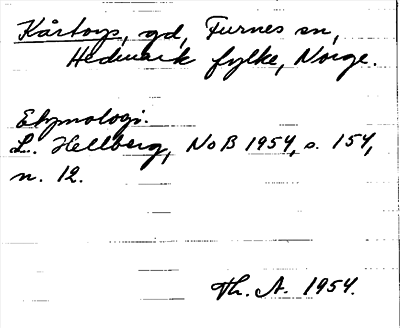 Kårtorp, gd, Furnes sn,
Hedmark fylke, Norge.
Etymologi.
L. Hellberg, NoB 1954, s. 154,
n. 12.
Th. A. 1954.